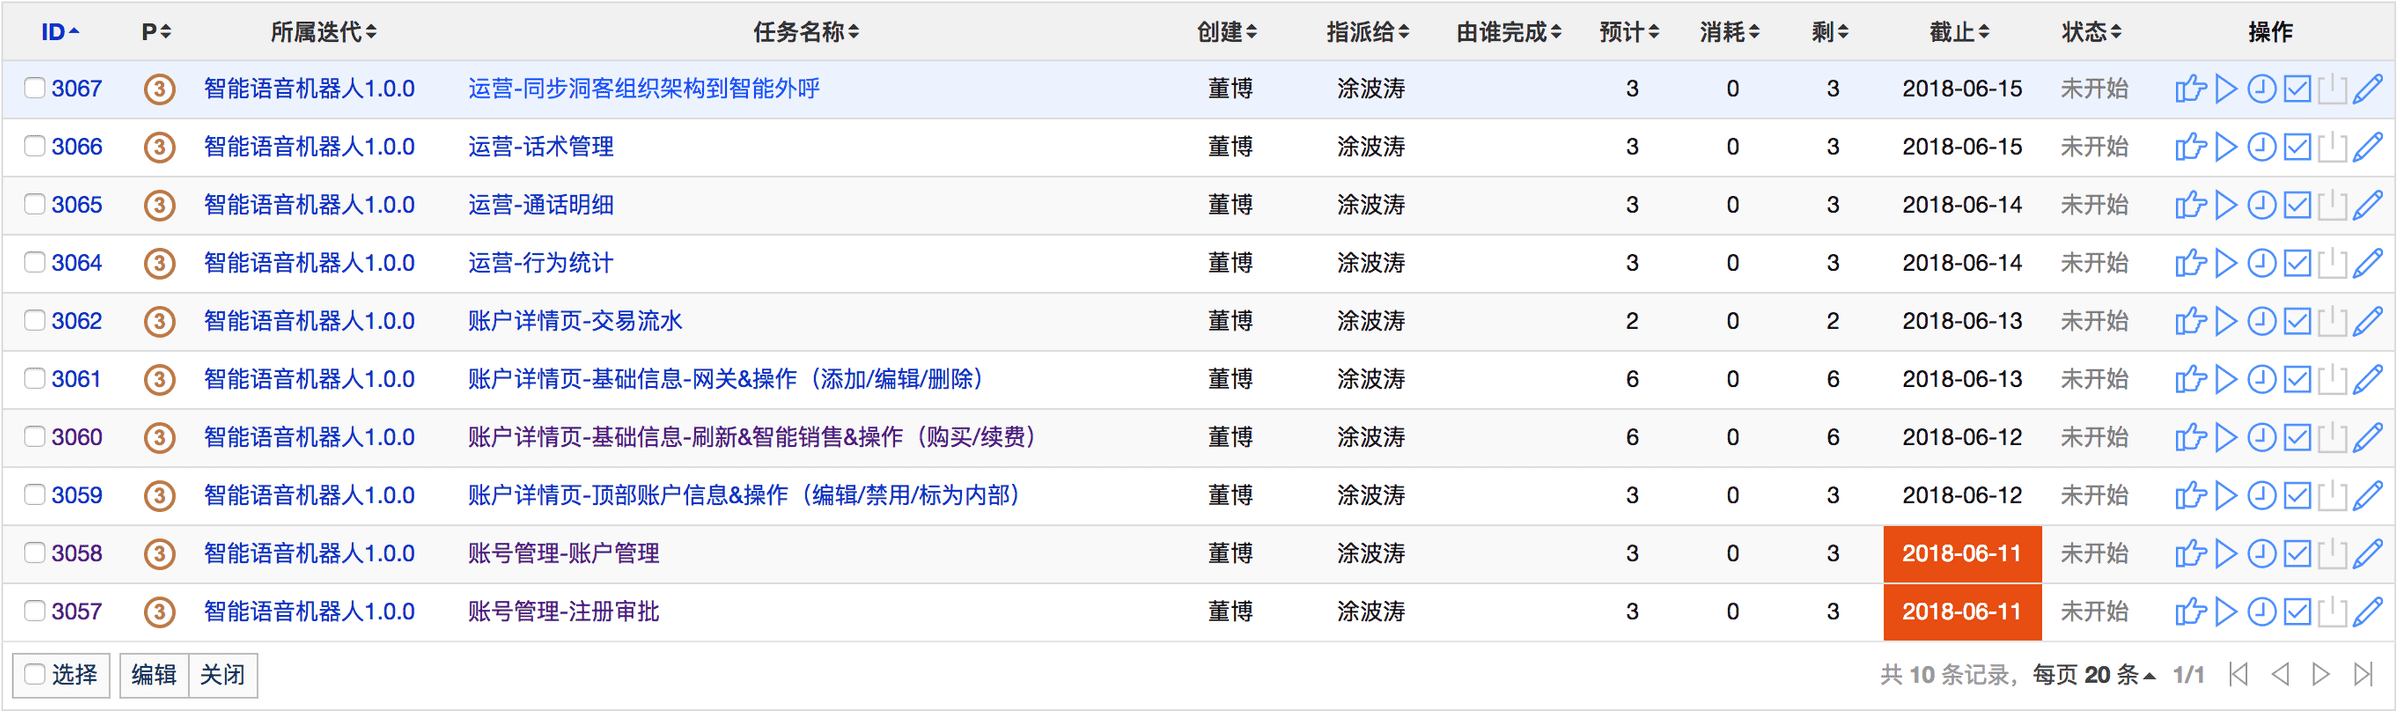 ID P 所属迭代 任务名称 创建 指派给 由谁完成 预计 消耗 剩 截止 状态 操作
3067 3 智能语音机器人1.0.0 运营-同步洞客组织架构到智能外呼 董博 涂波涛 3 0 3 2018-06-15 未开始
3066 3 智能语音机器人1.0.0 运营-话术管理 董博 涂波涛 3 0 3 2018-06-15 未开始
3065 3 智能语音机器人1.0.0 运营-通话明细 董博 涂波涛 3 0 3 2018-06-14 未开始
3064 3 智能语音机器人1.0.0 运营-行为统计 董博 涂波涛 3 0 3 2018-06-14 未开始
3062 3 智能语音机器人1.0.0 账户详情页-交易流水 董博 涂波涛 2 0 2 2018-06-13 未开始
3061 3 智能语音机器人1.0.0 账户详情页-基础信息-网关&操作（添加/编辑/删除） 董博 涂波涛 6 0 6 2018-06-13 未开始
3060 3 智能语音机器人1.0.0 账户详情页-基础信息-刷新&智能销售&操作（购买/续费） 董博 涂波涛 6 0 6 2018-06-12 未开始
3059 3 智能语音机器人1.0.0 账户详情页-顶部账户信息&操作（编辑/禁用/标为内部） 董博 涂波涛 3 0 3 2018-06-12 未开始
3058 3 智能语音机器人1.0.0 账号管理-账户管理 董博 涂波涛 3 0 3 2018-06-11 未开始
3057 3 智能语音机器人1.0.0 账号管理-注册审批 董博 涂波涛 3 0 3 2018-06-11 未开始
选择 编辑 关闭 共 10 条记录，每页 20 条 1/1